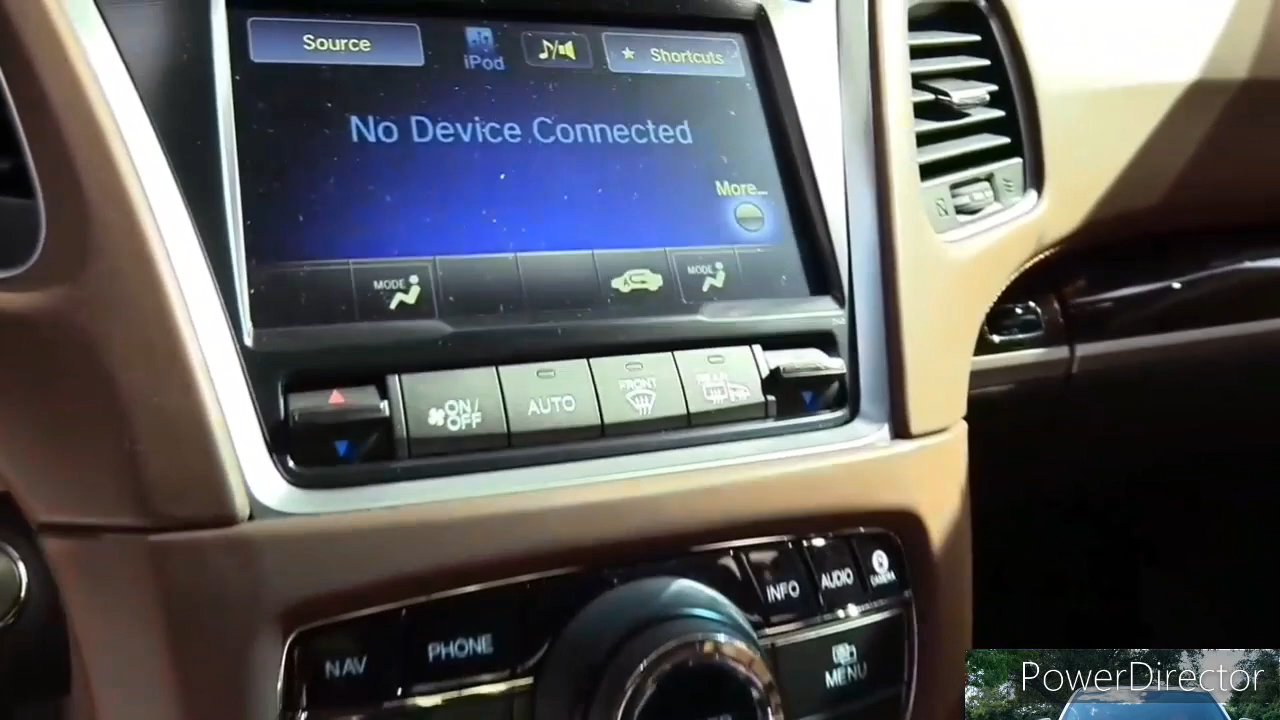 Source
iPod
Shortcuts
No Device Connected
More...
MODE
A
MODE
ON/
OFF
AUTO
FRONT
REAR
INFO
AUDIO
CAMERA
NAV
PHONE
MENU
PowerDirector